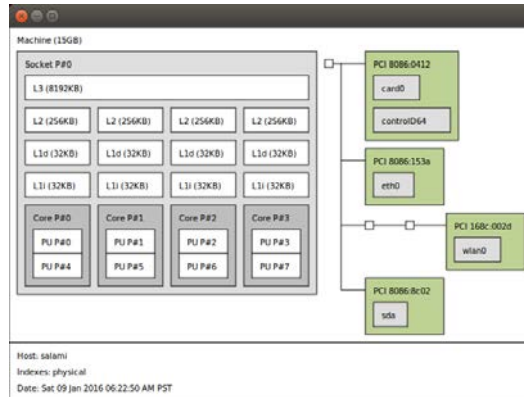 Machine (15GB)
Socket P#0
L3 (8192KB)
L2 (256KB) L2 (256KB) L2 (256KB) L2 (256KB)
L1d (32KB) L1d (32KB) L1d (32KB) L1d (32KB)
L1i (32KB) L1i (32KB) L1i (32KB) L1i (32KB)
Core P#0 Core P#1 Core P#2 Core P#3
PU P#0 PU P#1 PU P#2 PU P#3
PU P#4 PU P#5 PU P#6 PU P#7
PCI 8086:0412
card0
controlD64
PCI 8086:153a
eth0
PCI 168c:002d
wlan0
PCI 8086:8c02
sda
Host: salami
Indexes: physical
Date: Sat 09 Jan 2016 06:22:50 AM PST